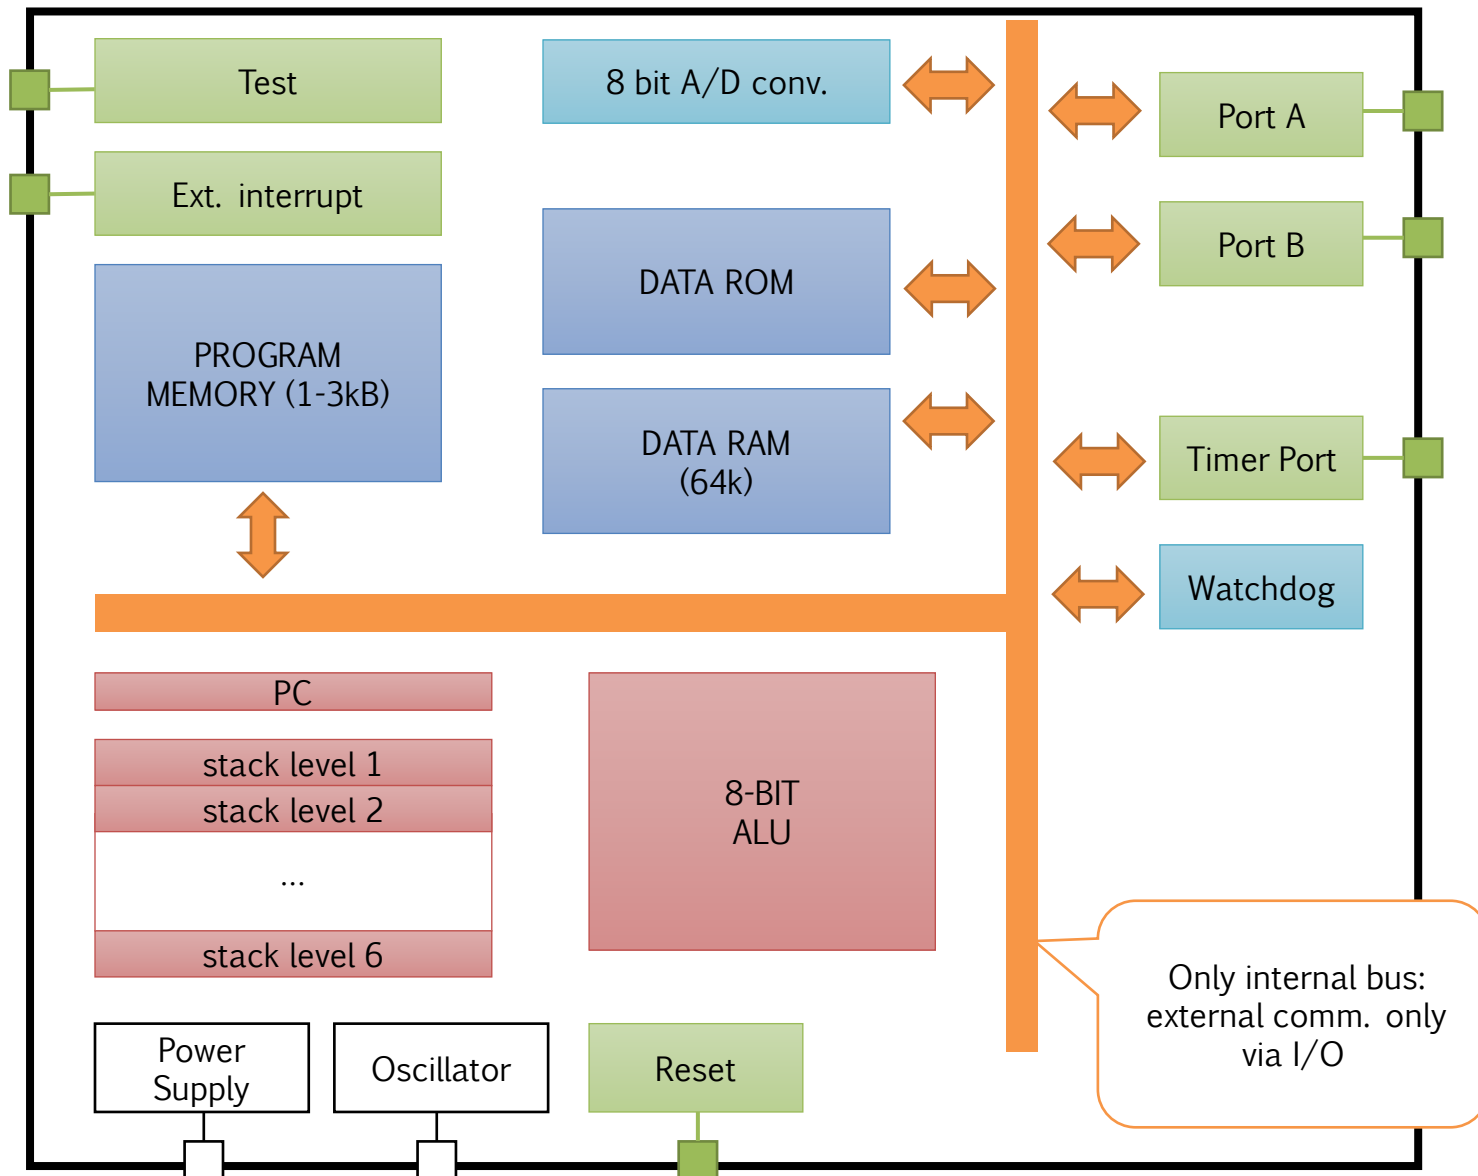 Test
8 bit A/D conv.
Port A
Ext. interrupt
Port B
DATA ROM
PROGRAM
MEMORY (1-3kB)
DATA RAM
(64k)
Timer Port
Watchdog
PC
stack level 1
stack level 2
...
stack level 6
8-BIT
ALU
Only internal bus:
external comm. only
via I/O
Power
Supply
Oscillator
Reset